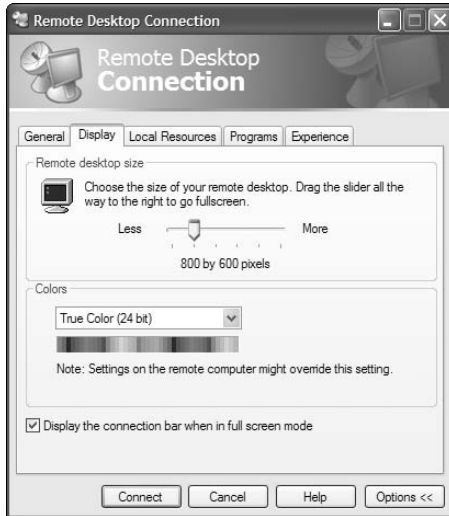 Remote Desktop Connection
Remote Desktop
Connection
General Display Local Resources Programs Experience
Remote desktop size
Choose the size of your remote desktop. Drag the slider all the
way to the right to go fullscreen.
Less More
800 by 600 pixels
Colors
True Color (24 bit)
Note: Settings on the remote computer might override this setting.
Display the connection bar when in full screen mode
Connect Cancel Help Options <<